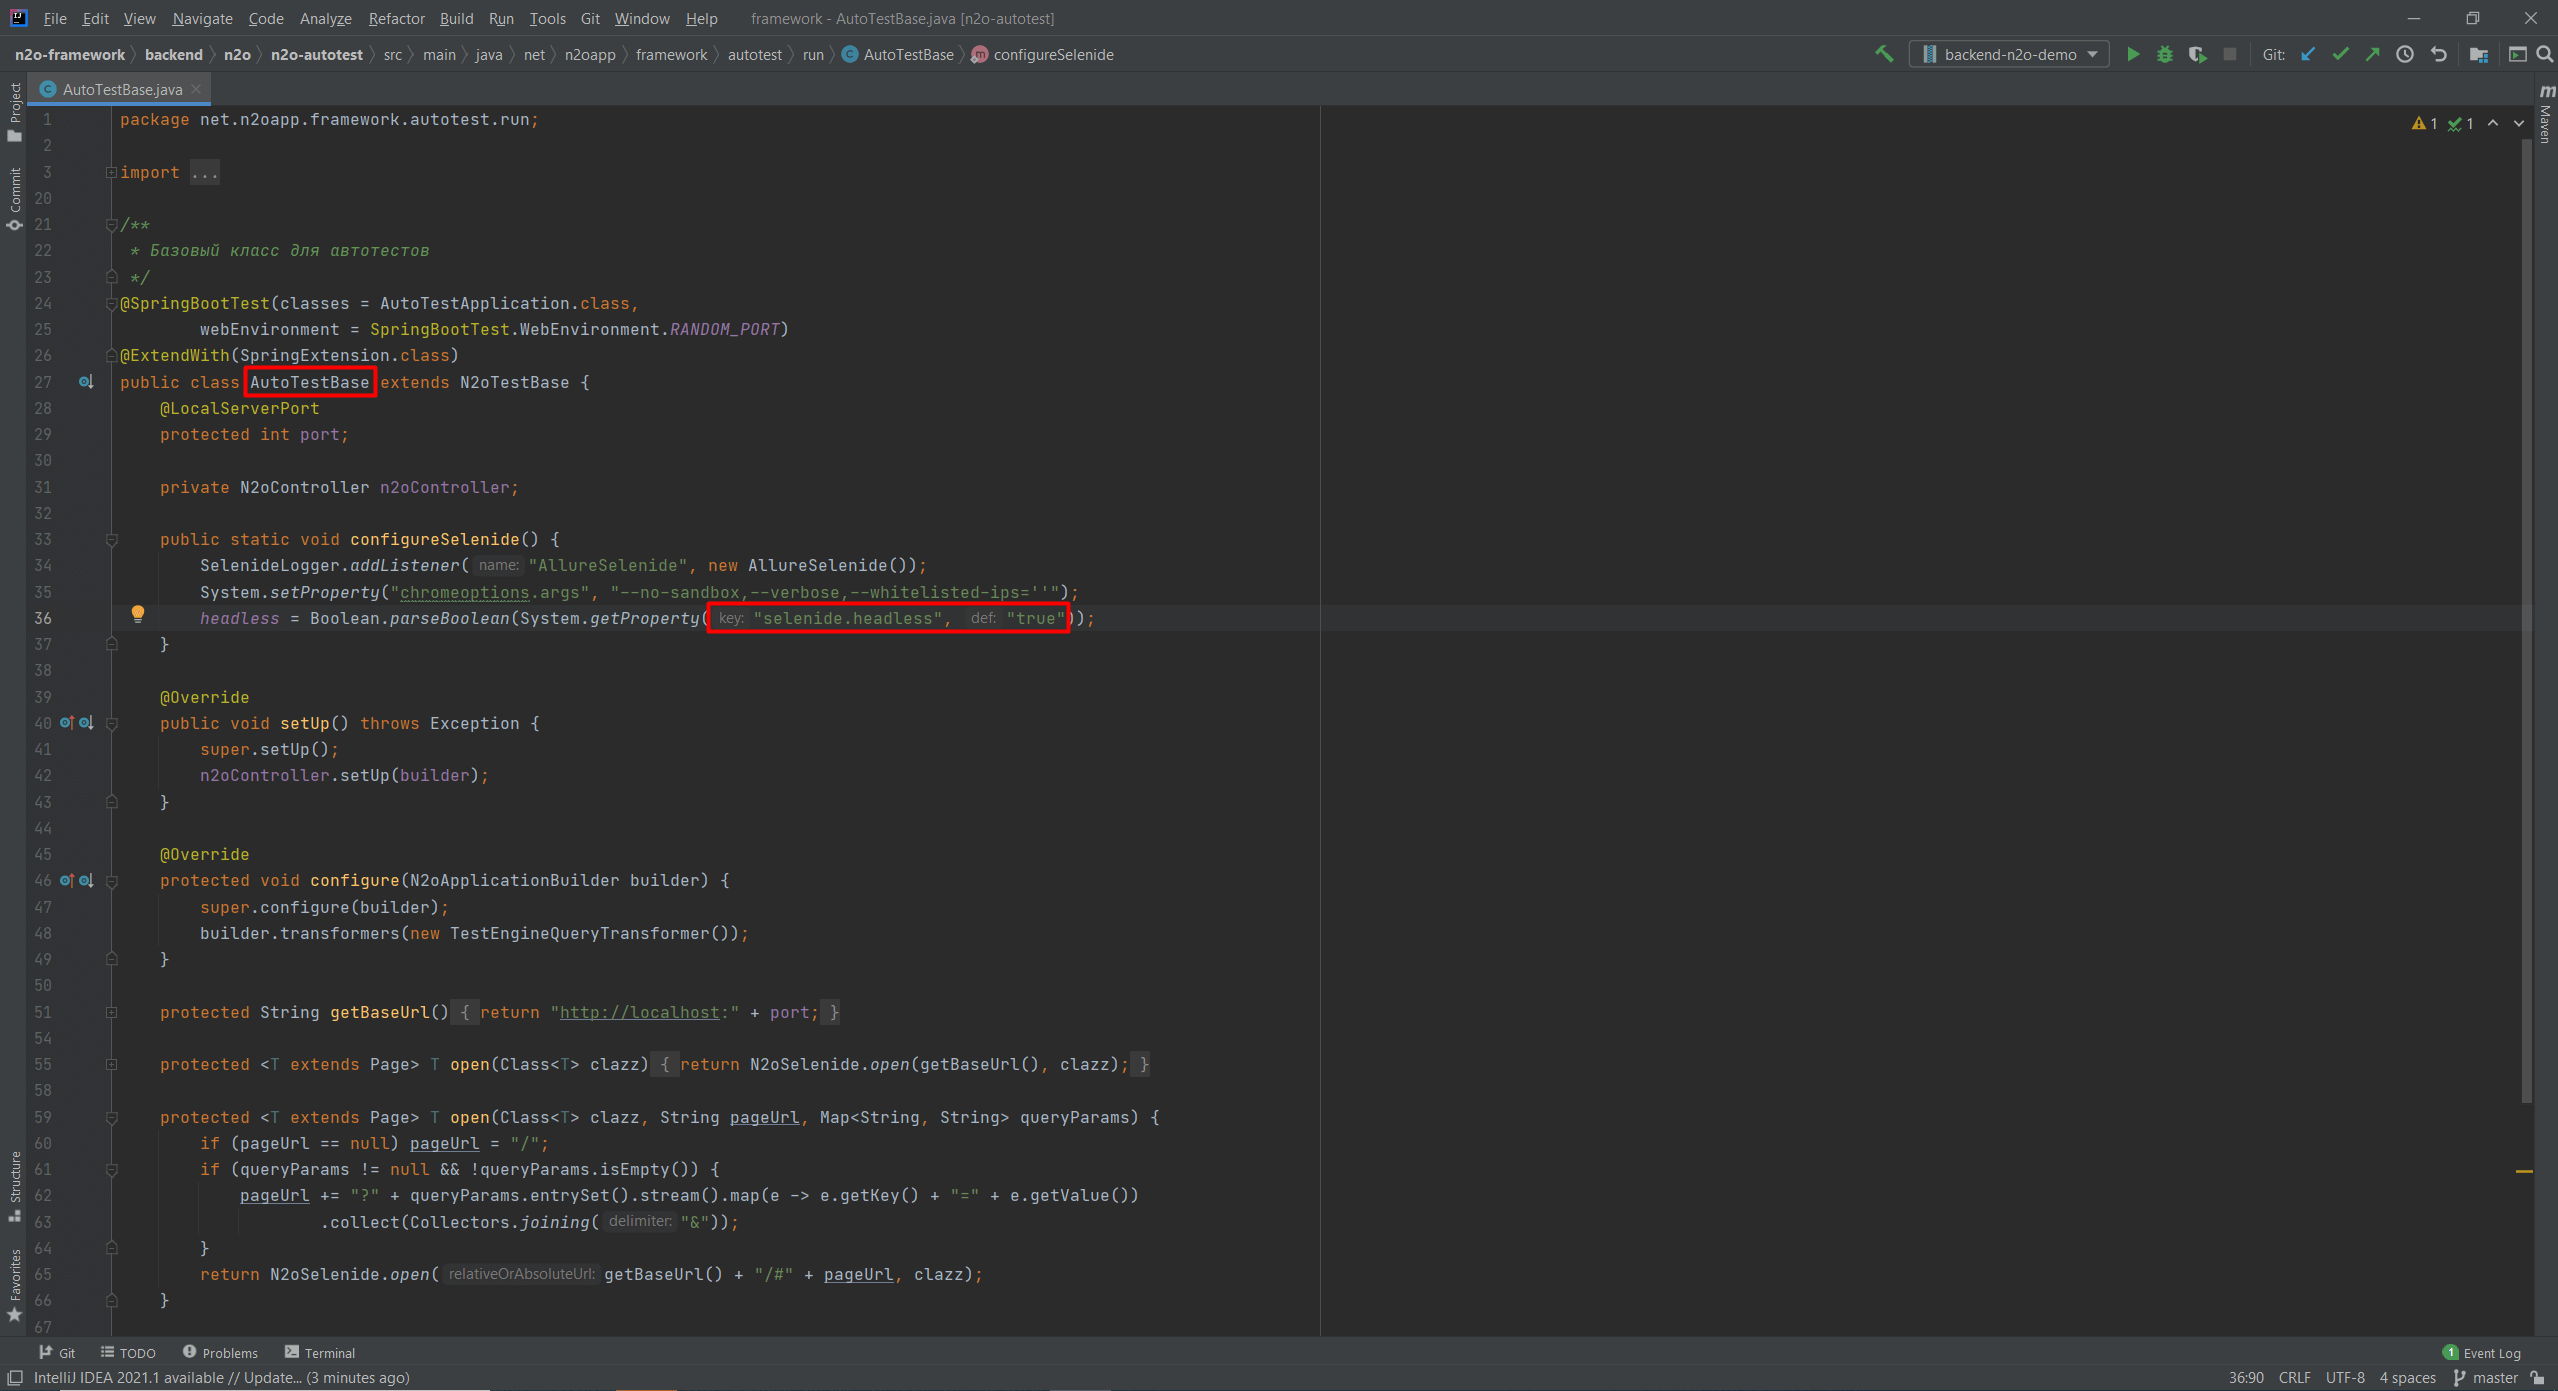 File Edit View Navigate Code Analyze Refactor Build Run Tools Git Window Help framework - AutoTestBase.java [n2o-autotest]
n2o-framework backend n2o n2o-autotest src main java net n2oapp framework autotest run AutoTestBase configureSelenide backend-n2o-demo Git:
AutoTestBase.java
Project
Commit
Structure
Favorites
Maven
1 1
1 package net.n2oapp.framework.autotest.run;
2
3 import ...
20
21 /**
22 * Базовый класс для автотестов
23 */
24 @SpringBootTest(classes = AutoTestApplication.class,
25 webEnvironment = SpringBootTest.WebEnvironment.RANDOM_PORT)
26 @ExtendWith(SpringExtension.class)
27 public class AutoTestBase extends N2oTestBase {
28 @LocalServerPort
29 protected int port;
30
31 private N2oController n2oController;
32
33 public static void configureSelenide() {
34 SelenideLogger.addListener( name: "AllureSelenide", new AllureSelenide());
35 System.setProperty("chromeoptions.args", "--no-sandbox,--verbose,--whitelisted-ips=''");
36 headless = Boolean.parseBoolean(System.getProperty( key: "selenide.headless", def: "true"));
37 }
38
39 @Override
40 public void setUp() throws Exception {
41 super.setUp();
42 n2oController.setUp(builder);
43 }
44
45 @Override
46 protected void configure(N2oApplicationBuilder builder) {
47 super.configure(builder);
48 builder.transformers(new TestEngineQueryTransformer());
49 }
50
51 protected String getBaseUrl() { return "http://localhost:" + port; }
54
55 protected <T extends Page> T open(Class<T> clazz) { return N2oSelenide.open(getBaseUrl(), clazz); }
58
59 protected <T extends Page> T open(Class<T> clazz, String pageUrl, Map<String, String> queryParams) {
60 if (pageUrl == null) pageUrl = "/";
61 if (queryParams != null && !queryParams.isEmpty()) {
62 pageUrl += "?" + queryParams.entrySet().stream().map(e -> e.getKey() + "=" + e.getValue())
63 .collect(Collectors.joining( delimiter: "&"));
64 }
65 return N2oSelenide.open( relativeOrAbsoluteUrl: getBaseUrl() + "/#" + pageUrl, clazz);
66 }
67
Git TODO Problems Terminal 1 Event Log
IntelliJ IDEA 2021.1 available // Update... (3 minutes ago) 36:90 CRLF UTF-8 4 spaces master